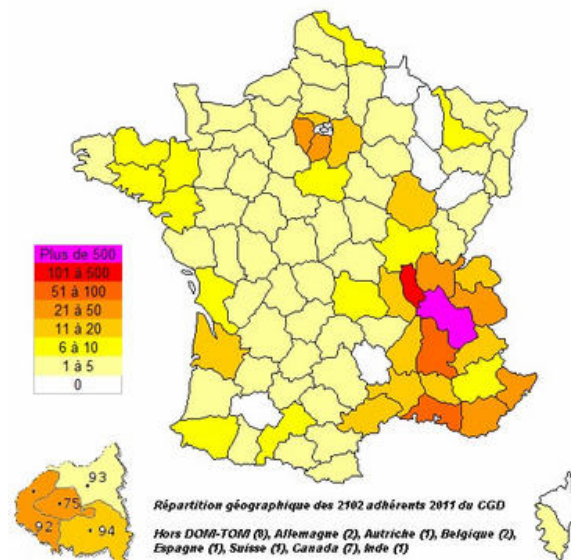 Plus de 500
101 à 500
51 à 100
21 à 50
11 à 20
6 à 10
1 à 5
0
93
75
92
94
Répartition géographique des 2102 adhérents 2011 du CGD
Hors DOM-TOM (8), Allemagne (2), Autriche (1), Belgique (2),
Espagne (1), Suisse (1), Canada (7), Inde (1)